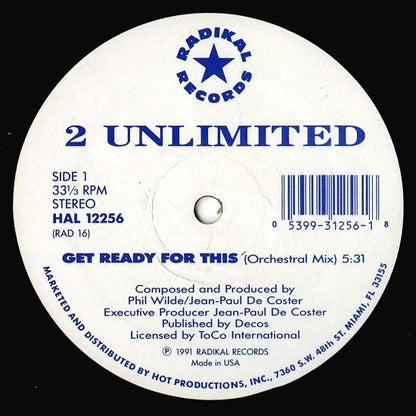 RADIKAL
RECORDS
2 UNLIMITED
SIDE 1
33⅓ RPM
STEREO
HAL 12256
(RAD 16)
0 5399-31256-1 8
GET READY FOR THIS (Orchestral Mix) 5:31
Composed and Produced by
Phil Wilde/Jean-Paul De Coster
Executive Producer Jean-Paul De Coster
Published by Decos
Licensed by ToCo International
℗ 1991 RADIKAL RECORDS
Made in USA
MARKETED AND DISTRIBUTED BY HOT PRODUCTIONS, INC., 7360 S.W. 48th ST. MIAMI, FL 33155